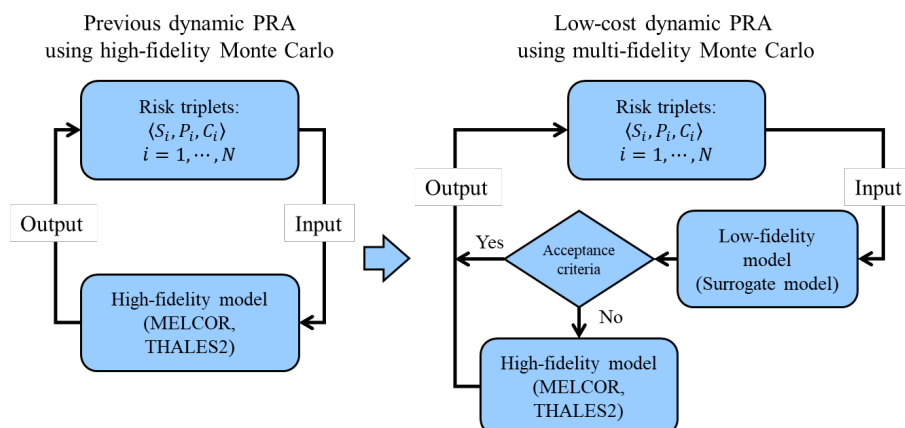 Previous dynamic PRA
using high-fidelity Monte Carlo
Risk triplets:
⟨S_i, P_i, C_i⟩
i = 1, ⋯, N
Output
Input
High-fidelity model
(MELCOR,
THALES2)
Low-cost dynamic PRA
using multi-fidelity Monte Carlo
Risk triplets:
⟨S_i, P_i, C_i⟩
i = 1, ⋯, N
Output
Input
Yes
Acceptance
criteria
Low-fidelity
model
(Surrogate model)
No
High-fidelity model
(MELCOR,
THALES2)